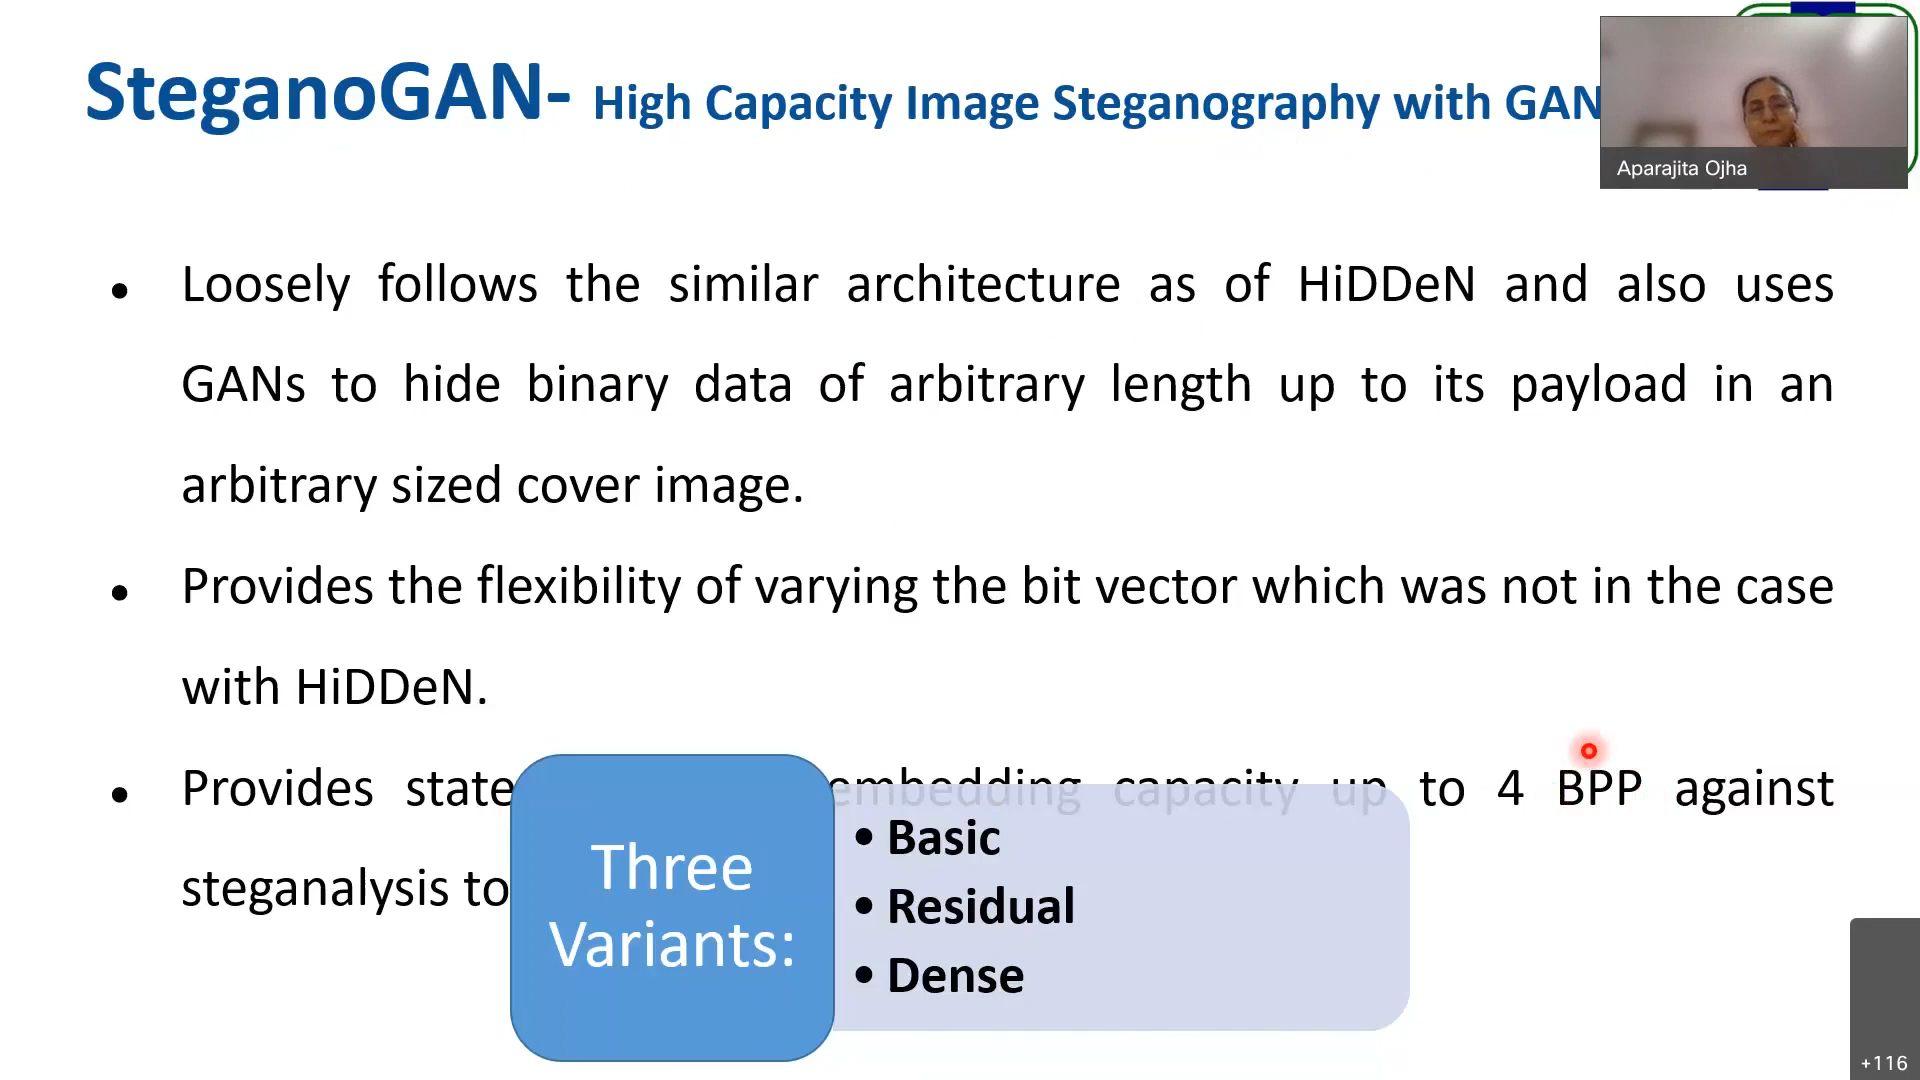 SteganoGAN- High Capacity Image Steganography with GAN
Aparajita Ojha
• Loosely follows the similar architecture as of HiDDeN and also uses
GANs to hide binary data of arbitrary length up to its payload in an
arbitrary sized cover image.
• Provides the flexibility of varying the bit vector which was not in the case
with HiDDeN.
• Provides state embedding capacity up to 4 BPP against
steganalysis
Three
Variants:
• Basic
• Residual
• Dense
+116